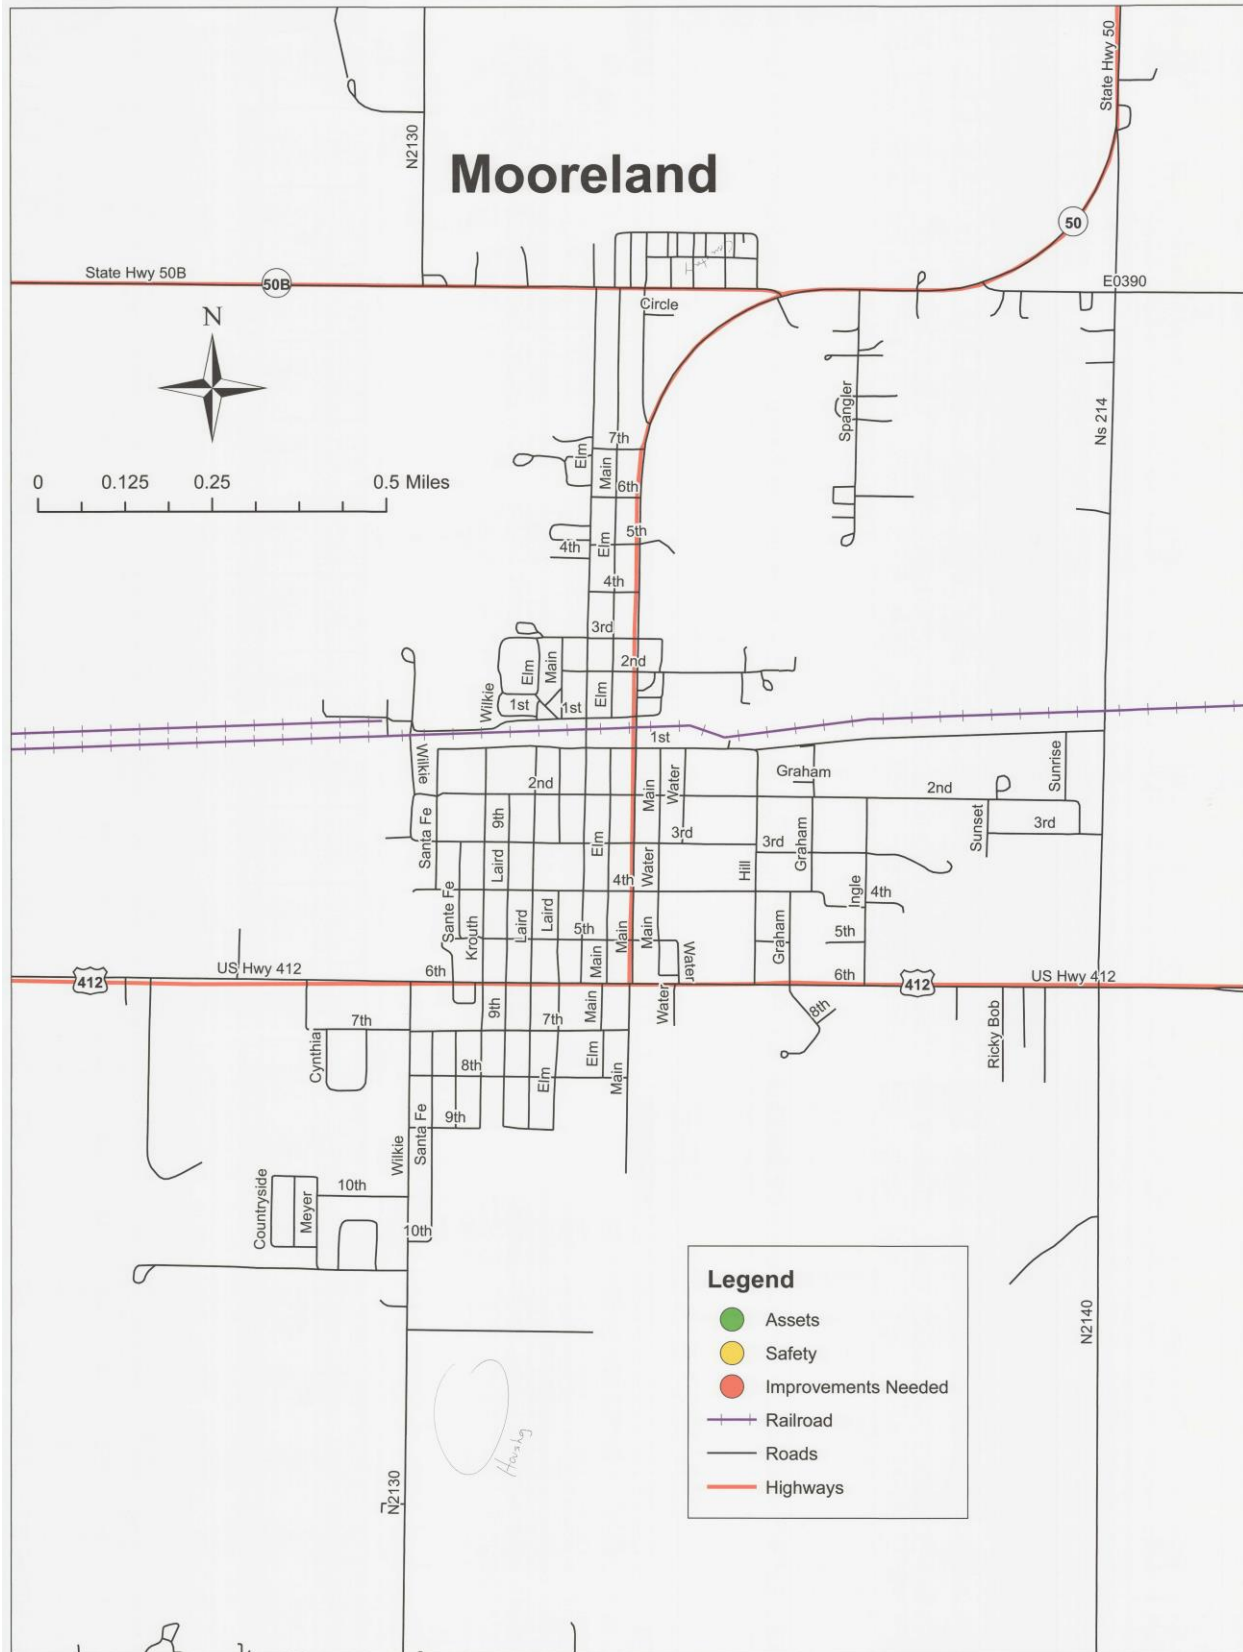 State Hwy 50
N2130
Mooreland
50
State Hwy 50B
50B
E0390
Circle
N
Spangler
Ns 214
7th
Elm
Main
6th
0 0.125 0.25 0.5 Miles
5th
4th
Elm
4th
3rd
2nd
Elm
Main
Wilkie
1st
1st
Elm
1st
Wilkie
Graham
Sunrise
2nd
Main
Water
2nd
9th
Santa Fe
3rd
3rd
Graham
Sunset
3rd
Elm
Laird
Water
Hill
4th
Ingle
4th
Sante Fe
Krouth
Laird
Laird
5th
Main
Main
Graham
5th
Main
Water
US Hwy 412
412
6th
6th
412
US Hwy 412
9th
7th
Main
Water
8th
Ricky Bob
7th
Cynthia
8th
Elm
Elm
Main
9th
Santa Fe
Wilkie
Countryside
Meyer
10th
10th
Legend
Assets
Safety
Improvements Needed
Railroad
Roads
Highways
N2140
Housing
N2130